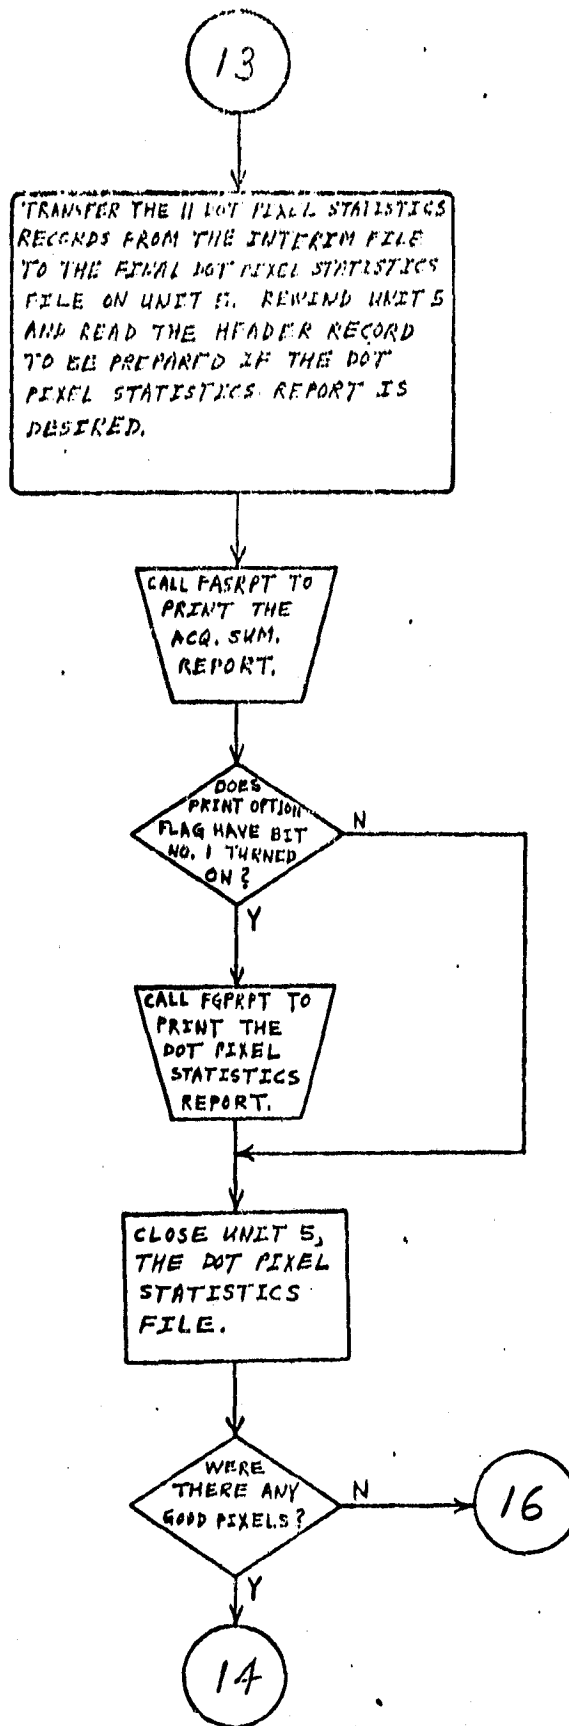 13
TRANSFER THE 11 DOT PIXEL STATISTICS
RECORDS FROM THE INTERIM FILE
TO THE FINAL DOT PIXEL STATISTICS
FILE ON UNIT 5. REWIND UNIT 5
AND READ THE HEADER RECORD
TO BE PREPARED IF THE DOT
PIXEL STATISTICS REPORT IS
DESIRED.
CALL FASRPT TO
PRINT THE
ACQ. SUM.
REPORT.
DOES
PRINT OPTION
FLAG HAVE BIT
NO. 1 TURNED
ON?
N
Y
CALL FGPRPT TO
PRINT THE
DOT PIXEL
STATISTICS
REPORT.
CLOSE UNIT 5,
THE DOT PIXEL
STATISTICS
FILE.
WERE
THERE ANY
GOOD PIXELS?
N
16
Y
14